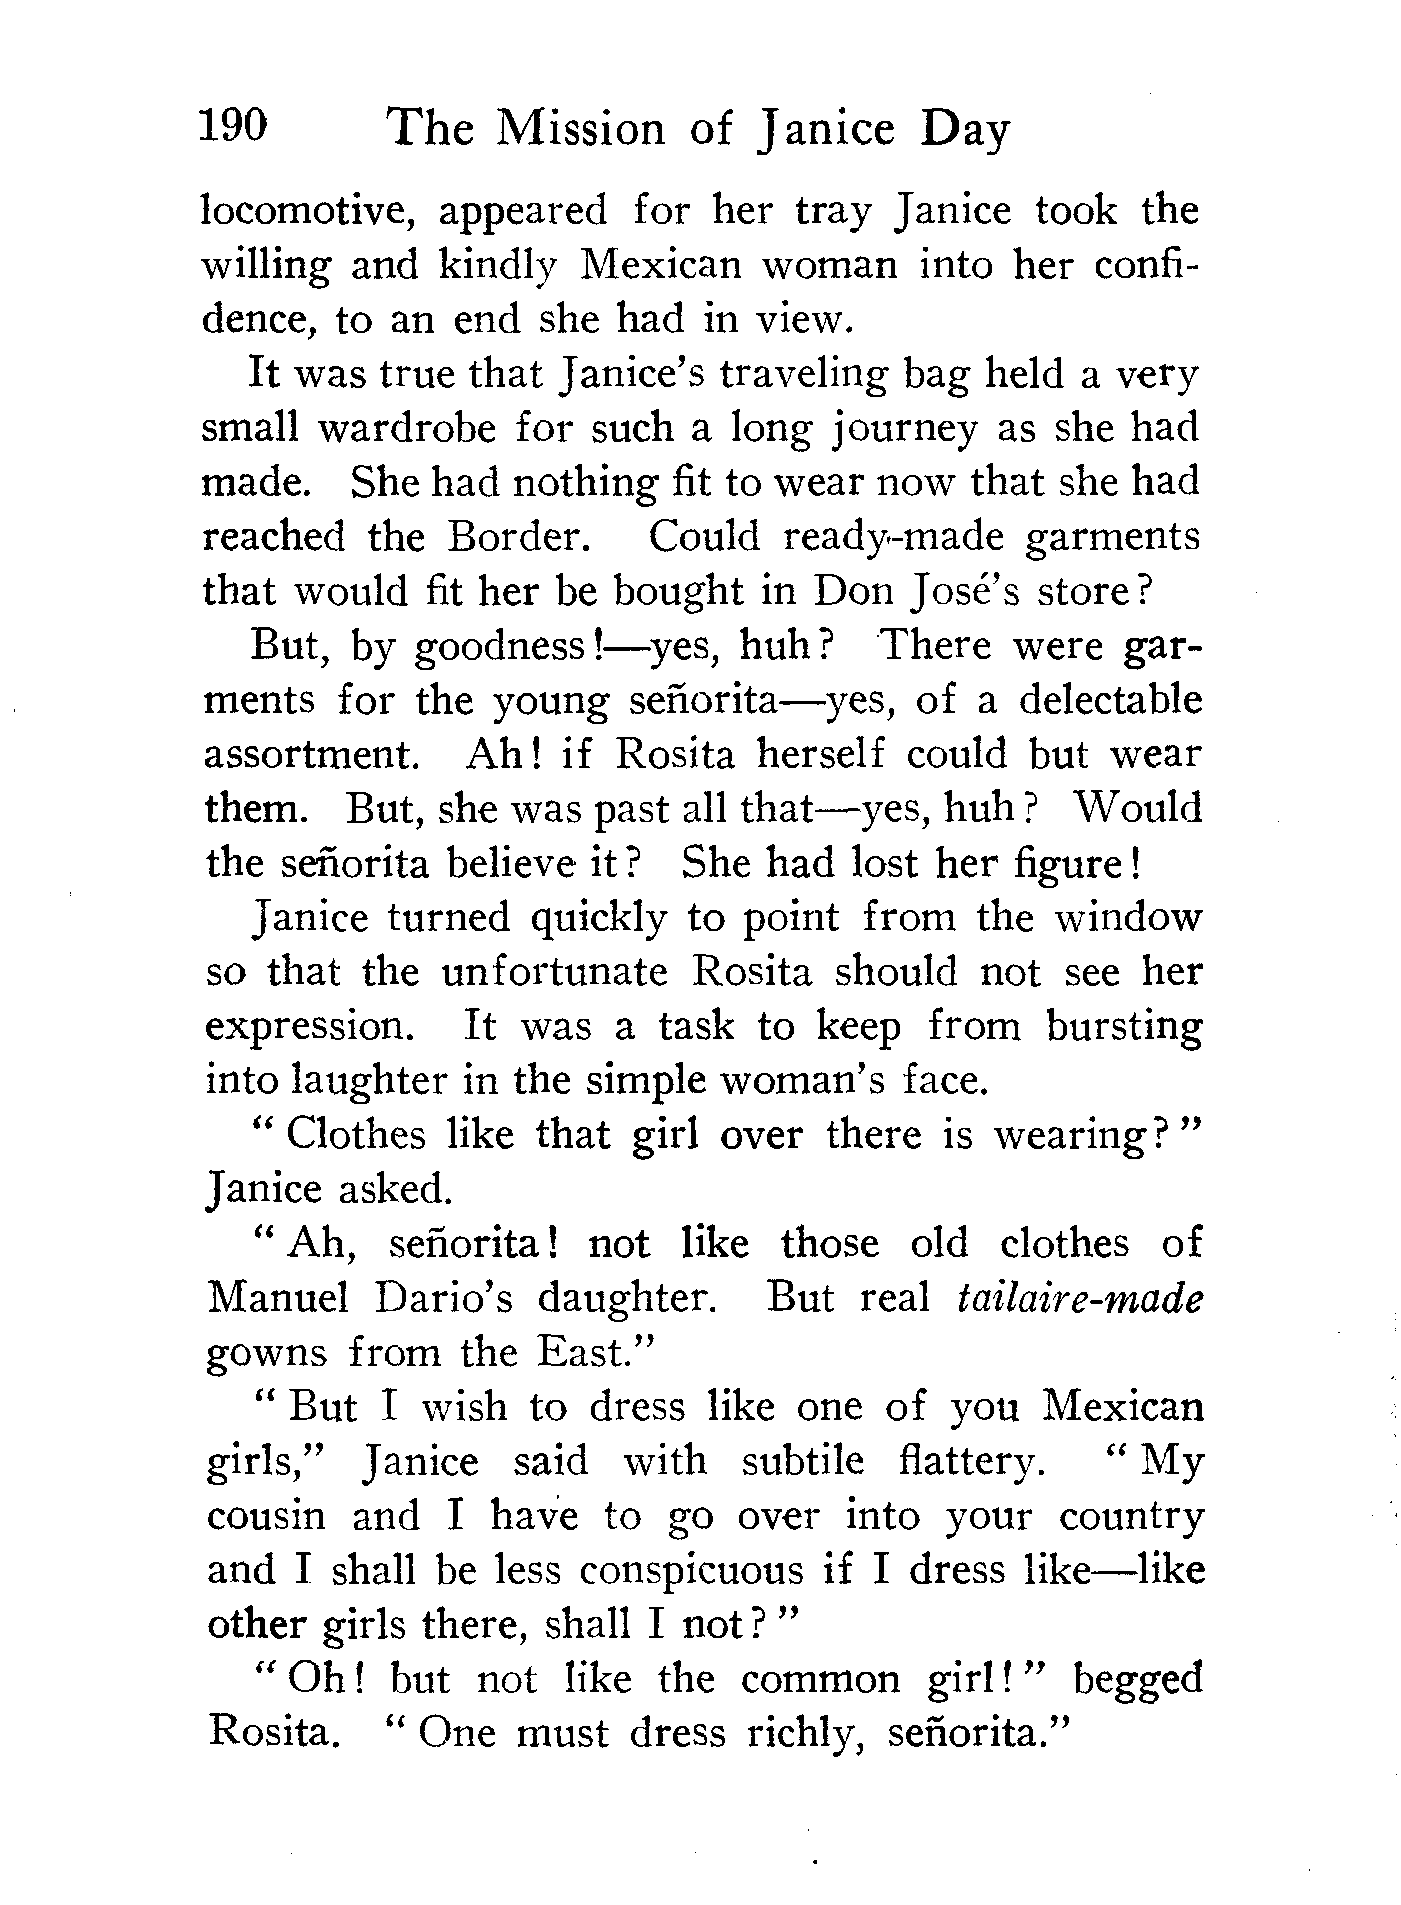 190 The Mission of Janice Day
locomotive, appeared for her tray Janice took the
willing and kindly Mexican woman into her confi-
dence, to an end she had in view.
It was true that Janice's traveling bag held a very
small wardrobe for such a long journey as she had
made. She had nothing fit to wear now that she had
reached the Border. Could ready-made garments
that would fit her be bought in Don José's store?
But, by goodness!—yes, huh? There were gar-
ments for the young señorita—yes, of a delectable
assortment. Ah! if Rosita herself could but wear
them. But, she was past all that—yes, huh? Would
the señorita believe it? She had lost her figure!
Janice turned quickly to point from the window
so that the unfortunate Rosita should not see her
expression. It was a task to keep from bursting
into laughter in the simple woman's face.
"Clothes like that girl over there is wearing?"
Janice asked.
"Ah, señorita! not like those old clothes of
Manuel Dario's daughter. But real tailaire-made
gowns from the East."
"But I wish to dress like one of you Mexican
girls," Janice said with subtile flattery. "My
cousin and I have to go over into your country
and I shall be less conspicuous if I dress like—like
other girls there, shall I not?"
"Oh! but not like the common girl!" begged
Rosita. "One must dress richly, señorita."